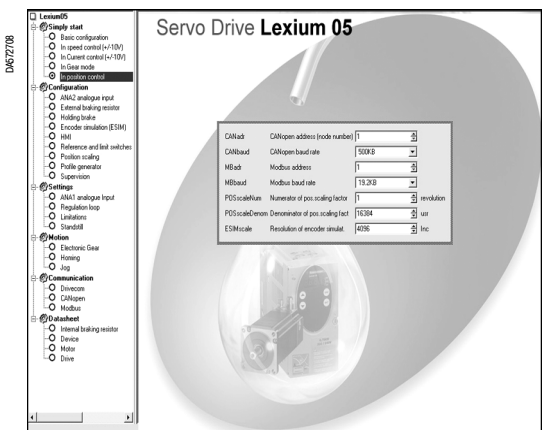 DA572708
Lexium05
Simply start
Basic configuration
In speed control (+/-10V)
In Current control (+/-10V)
In Gear mode
In position control
Configuration
ANA2 analogue input
External braking resistor
Holding brake
Encoder simulation (ESIM)
HMI
Reference and limit switches
Position scaling
Profile generator
Supervision
Settings
ANA1 analogue Input
Regulation loop
Limitations
Standstill
Motion
Electronic Gear
Homing
Jog
Communication
Drivecom
CANopen
Modbus
Datasheet
Internal braking resistor
Device
Motor
Drive
Servo Drive Lexium 05
CANadr CANopen address (node number) 1
CANbaud CANopen baud rate 500KB
MBadr Modbus address 1
MBbaud Modbus baud rate 19.2KB
POSscaleNum Numerator of pos.scaling factor 1 revolution
POSscaleDenom Denominator of pos.scaling fact 16384 usr
ESIMscale Resolution of encoder simulat. 4096 Inc